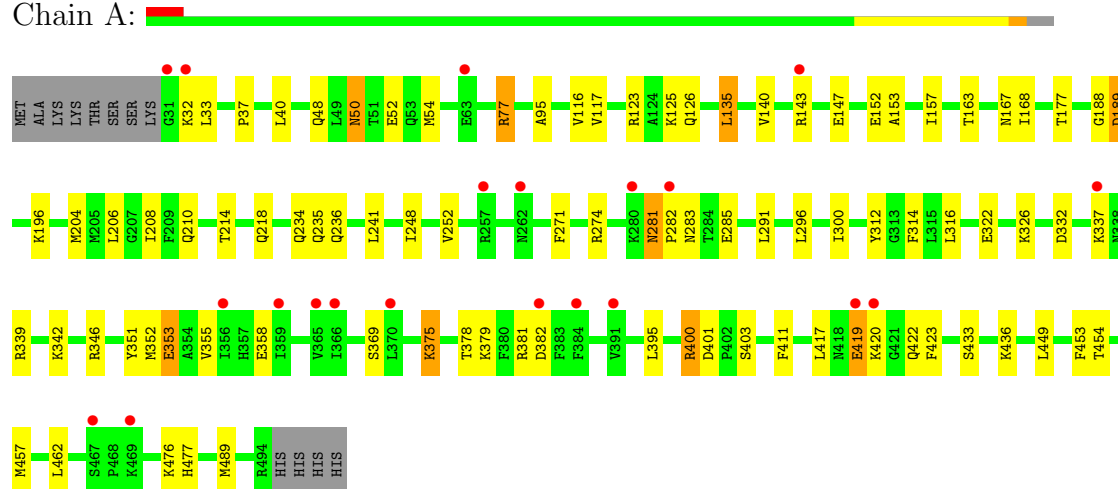 Chain A:
MET ALA LYS LYS THR SER SER LYS G31 K32 L33 P37 L40 Q48 L49 N50 T51 E52 Q53 M54 E63 R77 A95 V116 V117 R123 A124 K125 Q126 L135 V140 R143 E147 E152 A153 I157 T163 N167 I168 T177 G188 D189
K196 M204 M205 L206 G207 I208 F209 Q210 T214 Q218 Q234 Q235 Q236 L241 I248 V252 R257 N262 F271 R274 K280 N281 P282 N283 T284 E285 L291 L296 I300 Y312 G313 F314 L315 L316 E322 K326 D332 K337 N338
R339 K342 R346 Y351 M352 E353 A354 V355 I356 H357 E358 I359 V365 I366 S369 L370 K375 T378 K379 F380 R381 D382 F383 F384 V391 L395 R400 D401 P402 S403 F411 L417 N418 E419 K420 G421 Q422 F423 S433 K436 L449 F453 T454
M457 L462 S467 P468 K469 K476 H477 M489 R494 HIS HIS HIS HIS